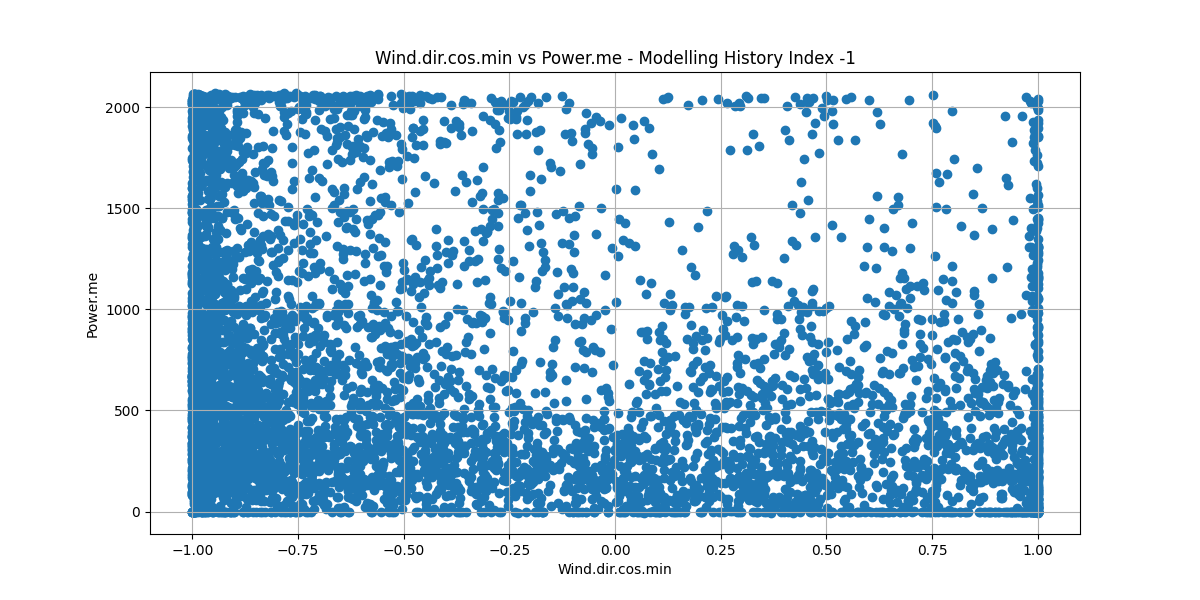 Wind.dir.cos.min vs Power.me - Modelling History Index -1
Power.me
2000
1500
1000
500
0
−1.00 −0.75 −0.50 −0.25 0.00 0.25 0.50 0.75 1.00
Wind.dir.cos.min